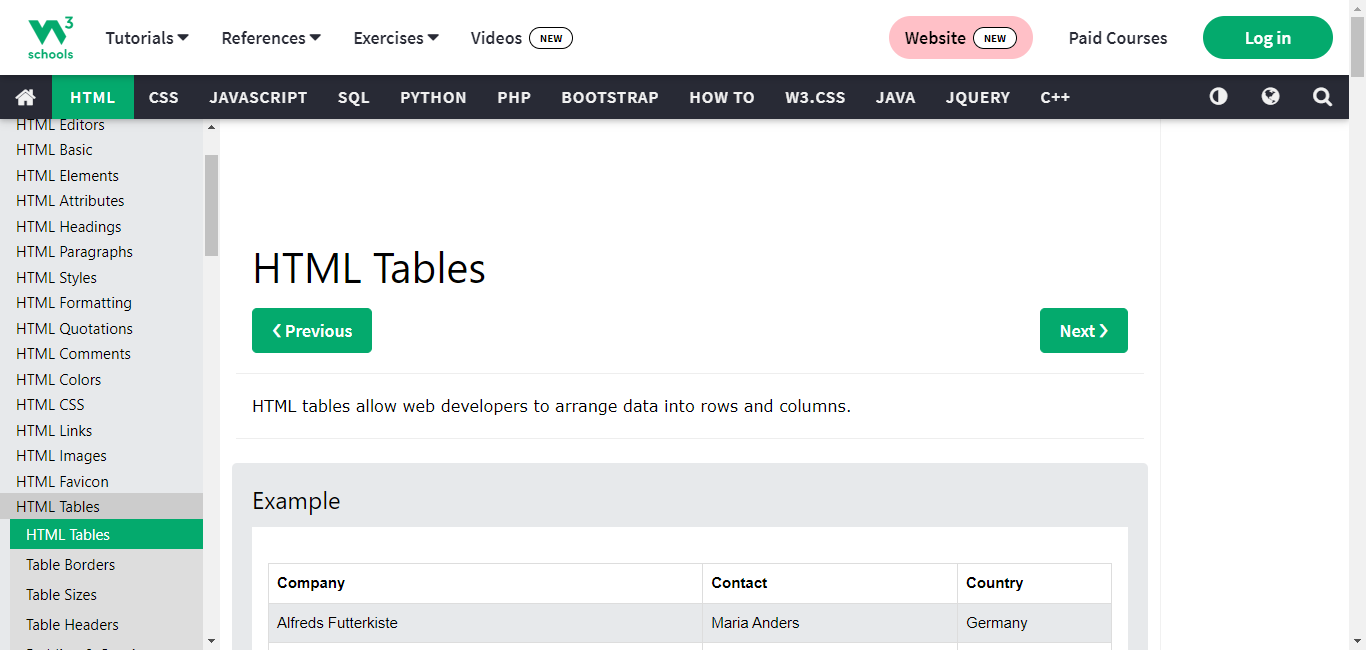 W3 schools
Tutorials References Exercises Videos NEW Website NEW Paid Courses Log in
HTML CSS JAVASCRIPT SQL PYTHON PHP BOOTSTRAP HOW TO W3.CSS JAVA JQUERY C++
HTML Editors
HTML Basic
HTML Elements
HTML Attributes
HTML Headings
HTML Paragraphs
HTML Styles
HTML Formatting
HTML Quotations
HTML Comments
HTML Colors
HTML CSS
HTML Links
HTML Images
HTML Favicon
HTML Tables
HTML Tables
Table Borders
Table Sizes
Table Headers
HTML Tables
❮ Previous Next ❯
HTML tables allow web developers to arrange data into rows and columns.
Example
Company Contact Country
Alfreds Futterkiste Maria Anders Germany